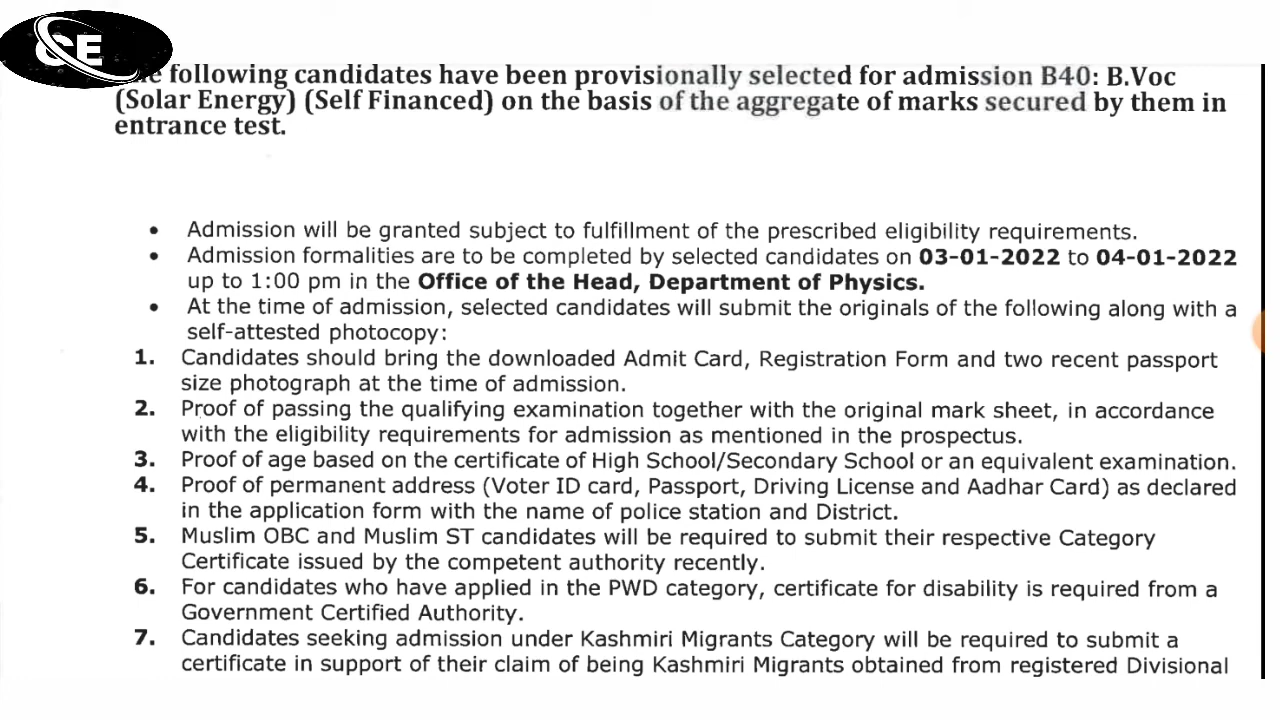 CE
following candidates have been provisionally selected for admission B40: B.Voc
(Solar Energy) (Self Financed) on the basis of the aggregate of marks secured by them in
entrance test.
• Admission will be granted subject to fulfillment of the prescribed eligibility requirements.
• Admission formalities are to be completed by selected candidates on 03-01-2022 to 04-01-2022
up to 1:00 pm in the Office of the Head, Department of Physics.
• At the time of admission, selected candidates will submit the originals of the following along with a
self-attested photocopy:
1. Candidates should bring the downloaded Admit Card, Registration Form and two recent passport
size photograph at the time of admission.
2. Proof of passing the qualifying examination together with the original mark sheet, in accordance
with the eligibility requirements for admission as mentioned in the prospectus.
3. Proof of age based on the certificate of High School/Secondary School or an equivalent examination.
4. Proof of permanent address (Voter ID card, Passport, Driving License and Aadhar Card) as declared
in the application form with the name of police station and District.
5. Muslim OBC and Muslim ST candidates will be required to submit their respective Category
Certificate issued by the competent authority recently.
6. For candidates who have applied in the PWD category, certificate for disability is required from a
Government Certified Authority.
7. Candidates seeking admission under Kashmiri Migrants Category will be required to submit a
certificate in support of their claim of being Kashmiri Migrants obtained from registered Divisional